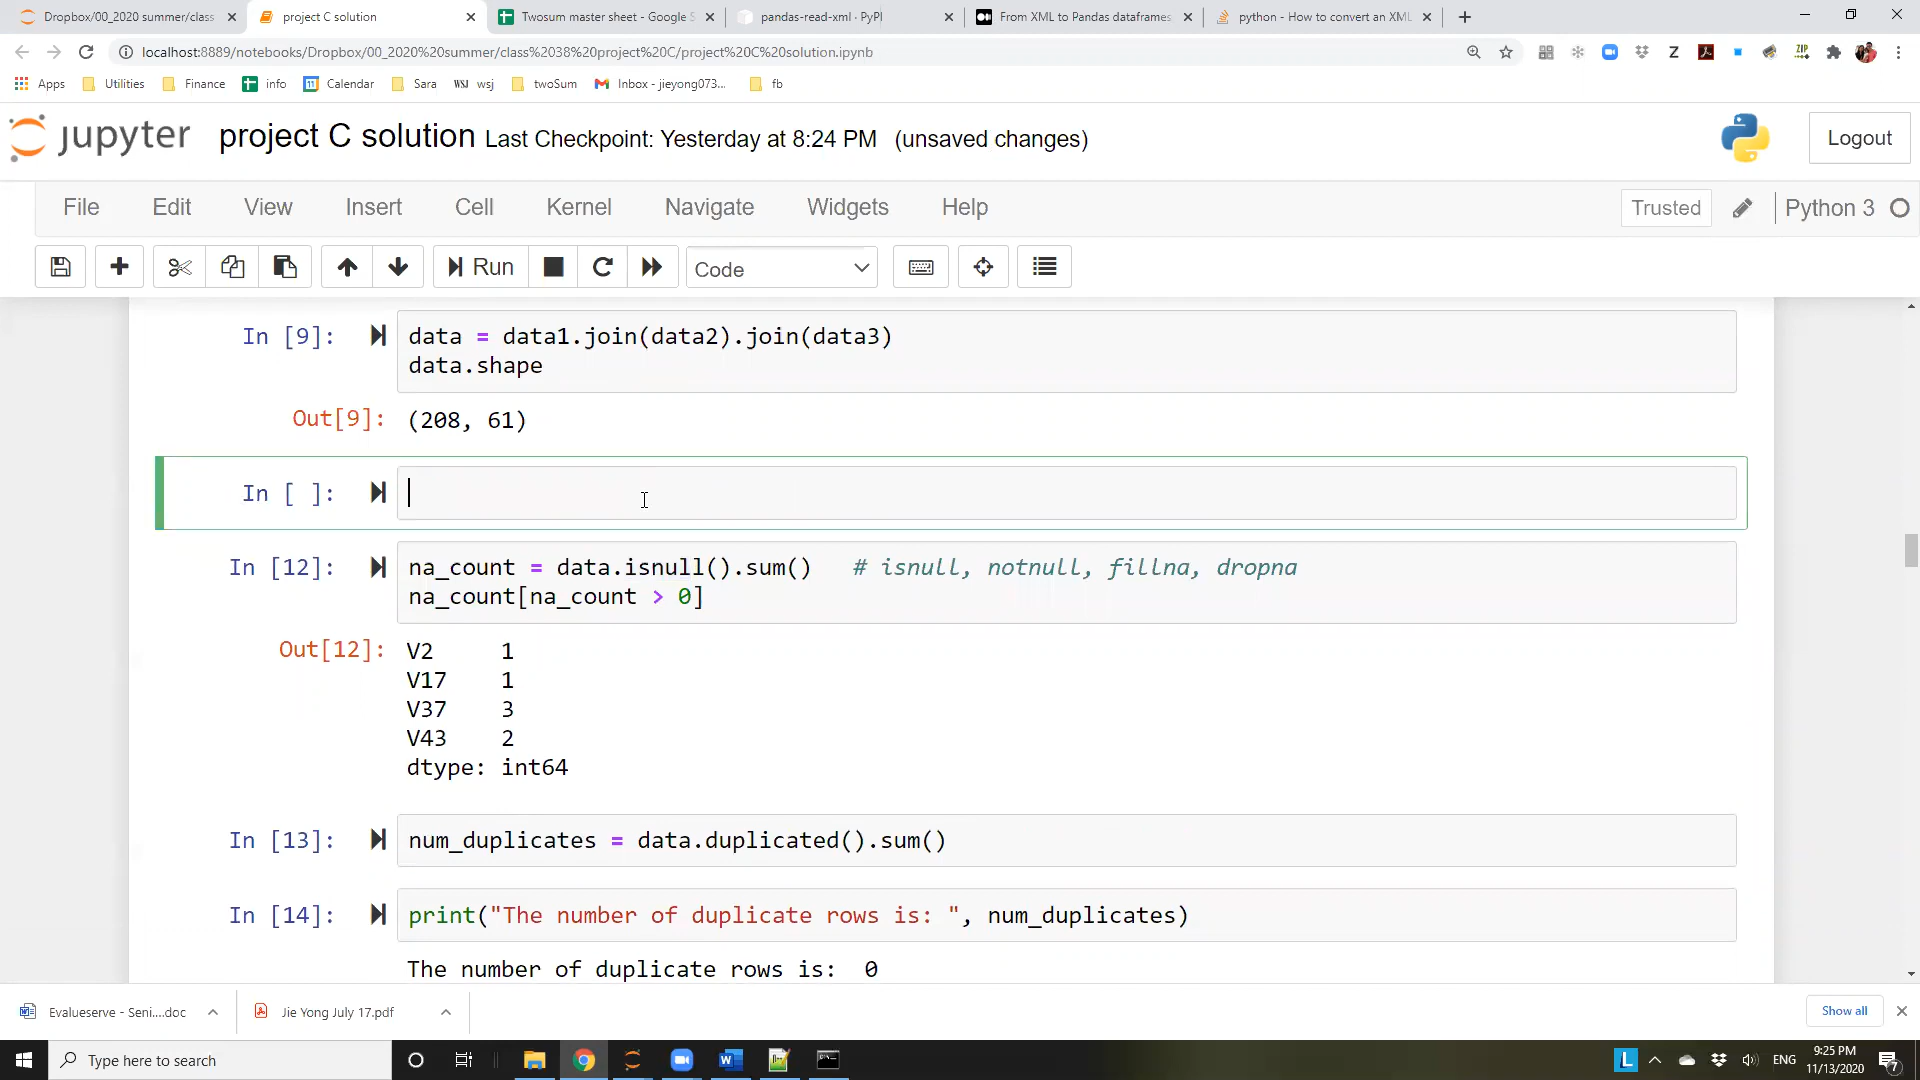 Dropbox/00_2020 summer/class
project C solution
Twosum master sheet - Google S
pandas-read-xml · PyPI
From XML to Pandas dataframes
python - How to convert an XML
localhost:8889/notebooks/Dropbox/00_2020%20summer/class%2038%20project%20C/project%20C%20solution.ipynb
Apps
Utilities
Finance
info
Calendar
Sara
WSJ wsj
twoSum
Inbox - jieyong073...
fb
jupyter project C solution Last Checkpoint: Yesterday at 8:24 PM (unsaved changes)
Logout
File Edit View Insert Cell Kernel Navigate Widgets Help
Trusted
Python 3
Run
Code
In [9]: data = data1.join(data2).join(data3)
data.shape
Out[9]: (208, 61)
In [ ]:
In [12]: na_count = data.isnull().sum() # isnull, notnull, fillna, dropna
na_count[na_count > 0]
Out[12]: V2 1
V17 1
V37 3
V43 2
dtype: int64
In [13]: num_duplicates = data.duplicated().sum()
In [14]: print("The number of duplicate rows is: ", num_duplicates)
The number of duplicate rows is: 0
Evalueserve - Seni....doc
Jie Yong July 17.pdf
Show all
Type here to search
L
ENG
9:25 PM
11/13/2020
7